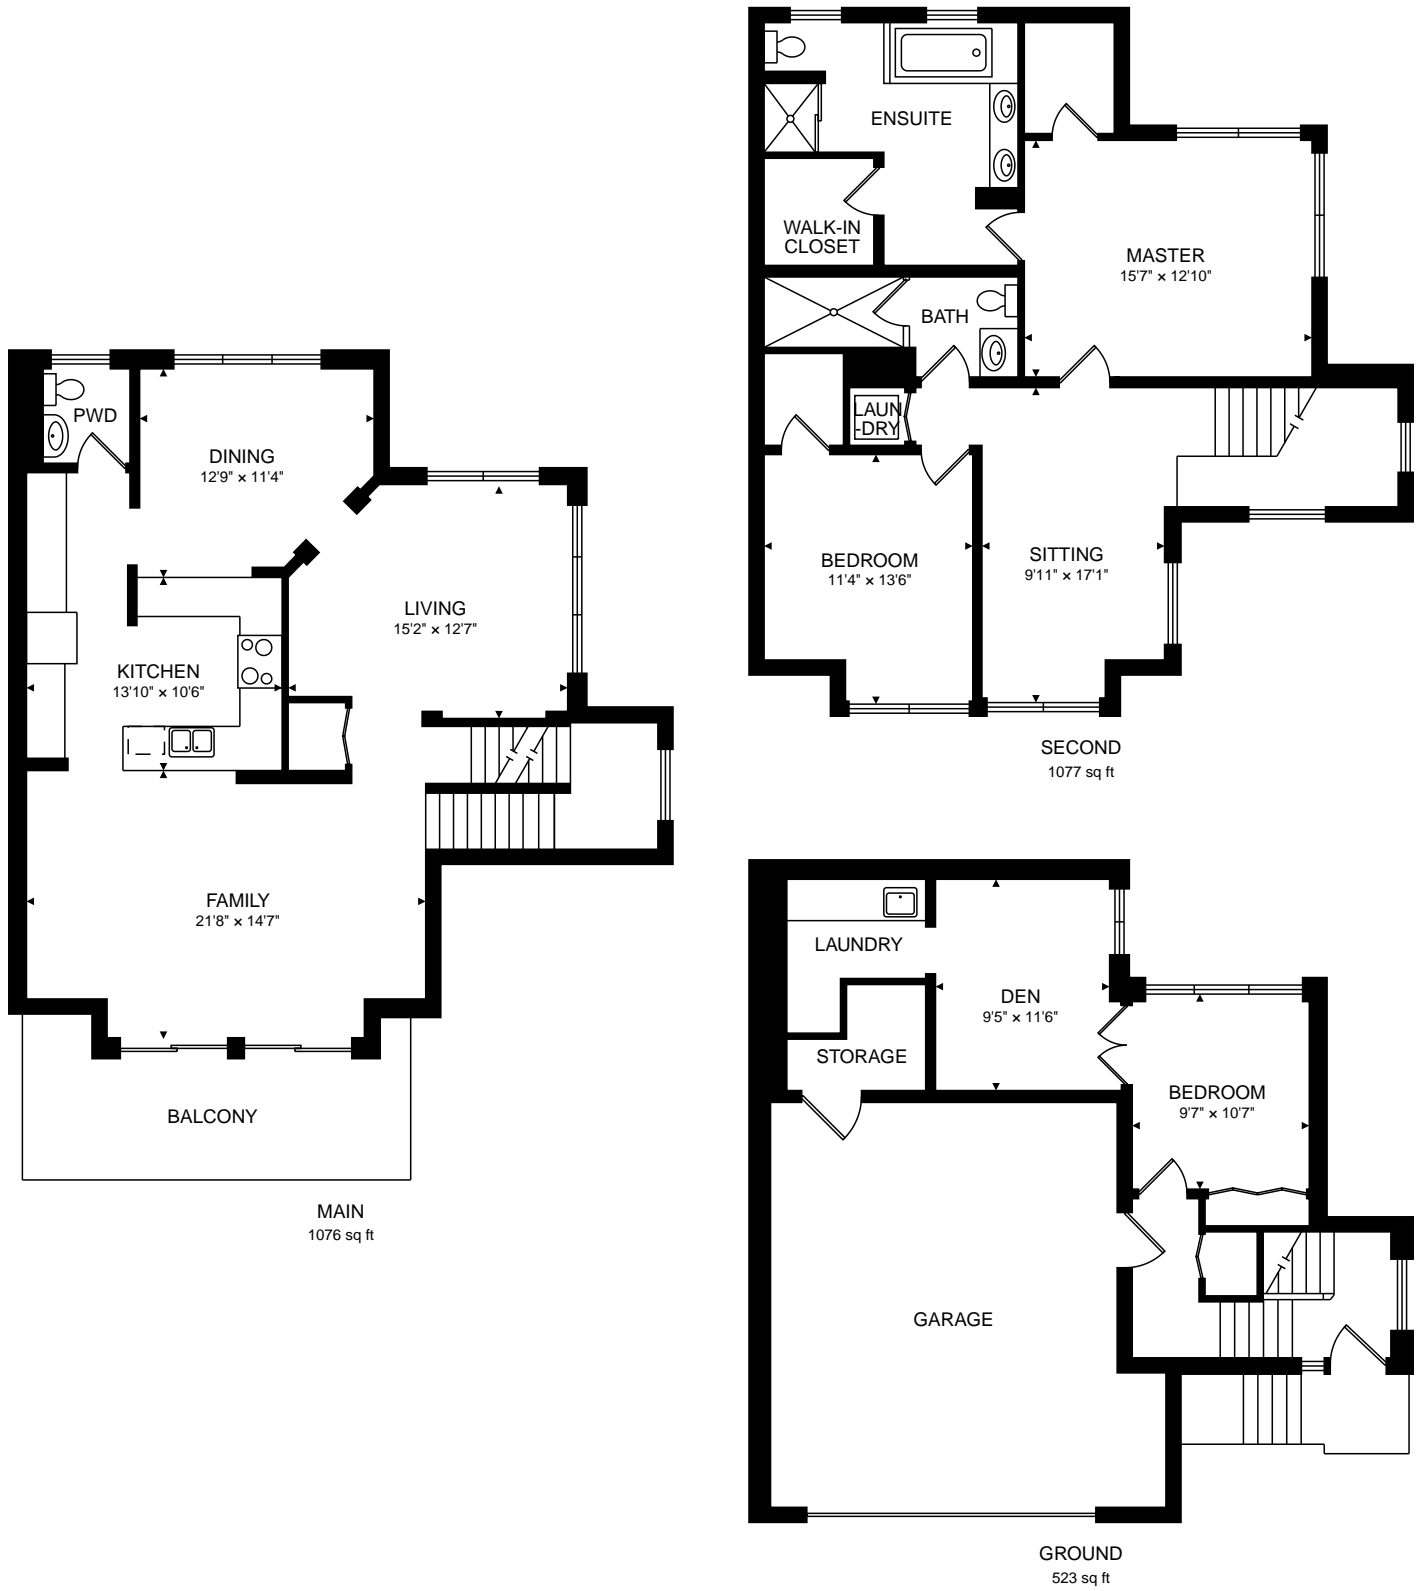 PWD
DINING
12'9" × 11'4"
LIVING
15'2" × 12'7"
KITCHEN
13'10" × 10'6"
FAMILY
21'8" × 14'7"
BALCONY
MAIN
1076 sq ft
ENSUITE
WALK-IN
CLOSET
MASTER
15'7" × 12'10"
BATH
LAUN
-DRY
BEDROOM
11'4" × 13'6"
SITTING
9'11" × 17'1"
SECOND
1077 sq ft
LAUNDRY
DEN
9'5" × 11'6"
STORAGE
BEDROOM
9'7" × 10'7"
GARAGE
GROUND
523 sq ft